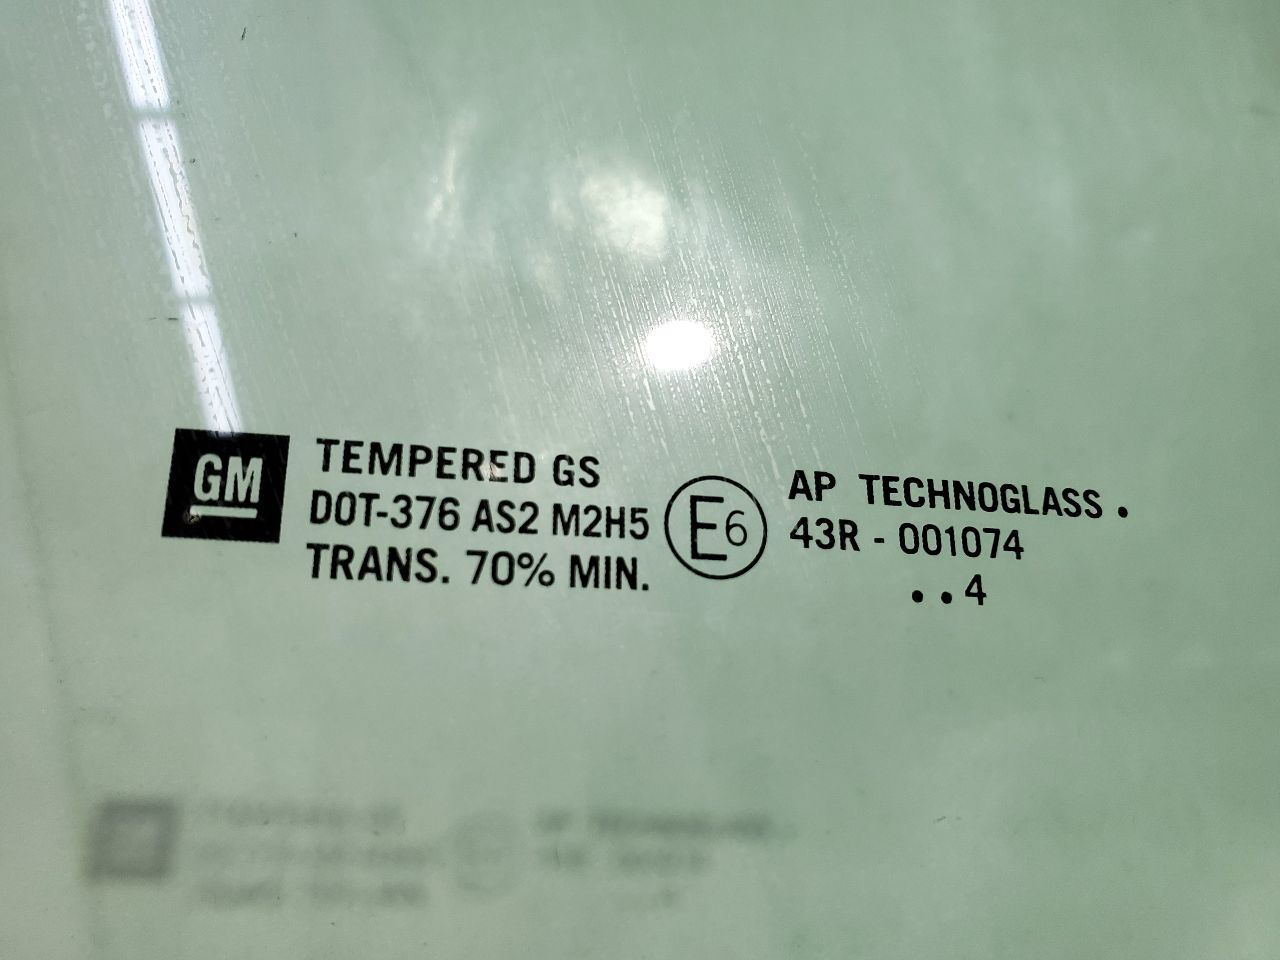 GM
TEMPERED GS
DOT-376 AS2 M2H5
TRANS. 70% MIN.
E6
AP TECHNOGLASS .
43R - 001074
• • 4